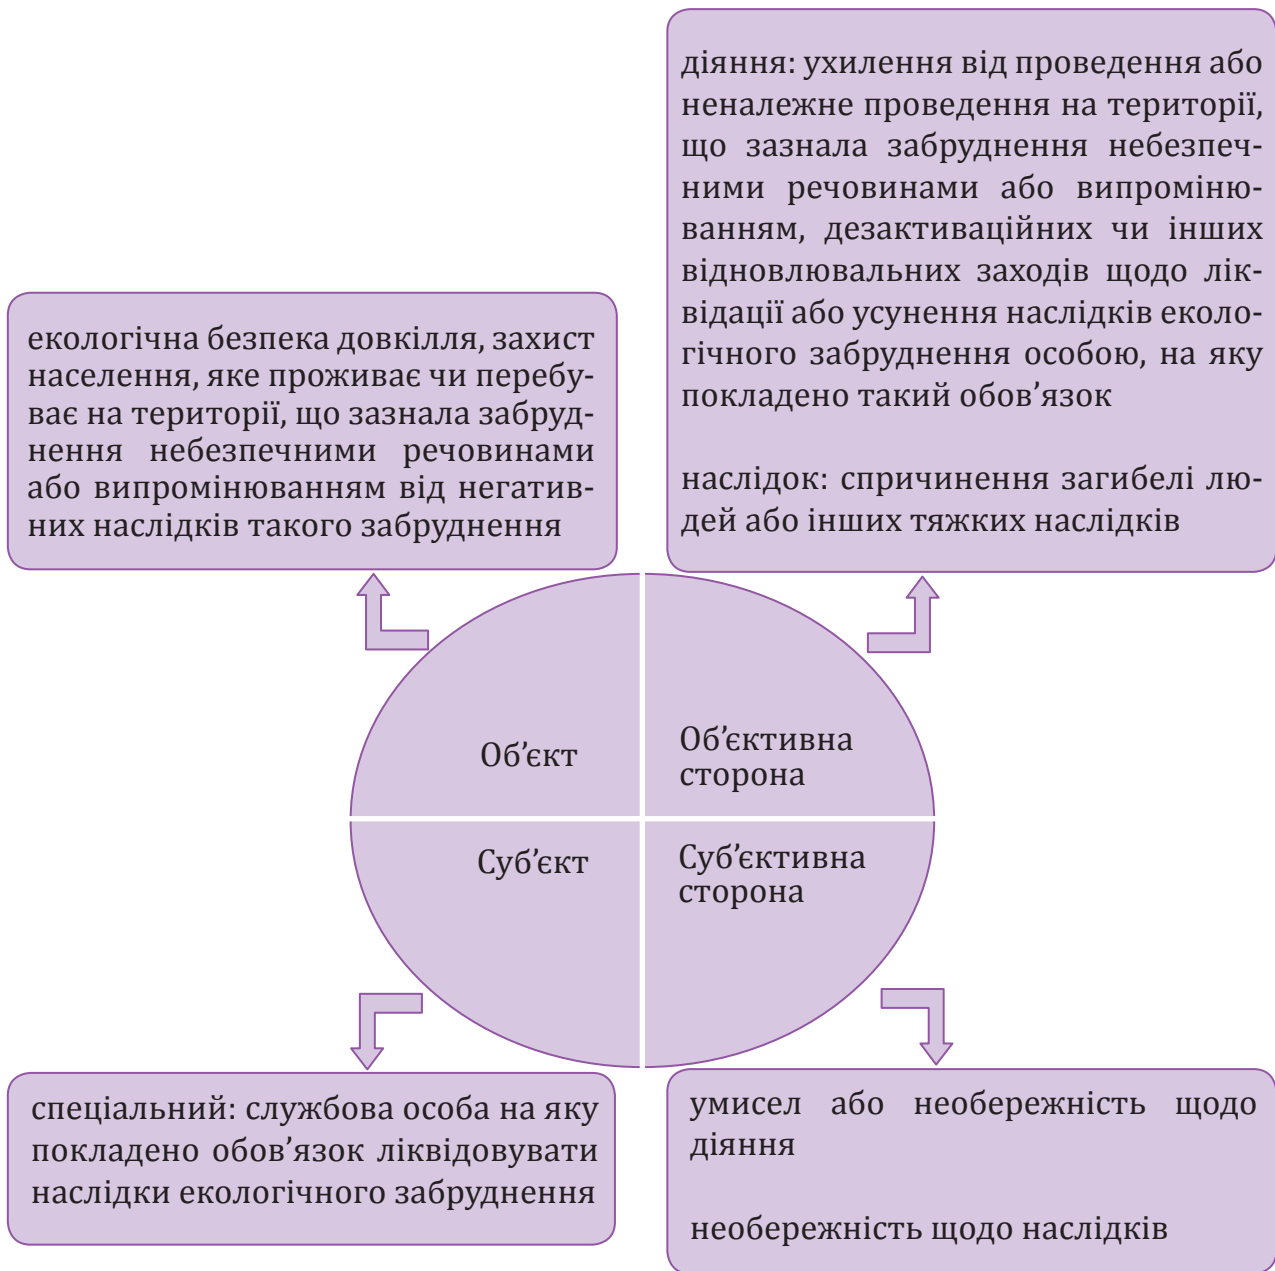 діяння: ухилення від проведення або
неналежне проведення на території,
що зазнала забруднення небезпеч-
ними речовинами або випроміню-
ванням, дезактиваційних чи інших
відновлювальних заходів щодо лік-
відації або усунення наслідків еколо-
гічного забруднення особою, на яку
покладено такий обов’язок
наслідок: спричинення загибелі лю-
дей або інших тяжких наслідків
екологічна безпека довкілля, захист
населення, яке проживає чи перебу-
ває на території, що зазнала забруд-
нення небезпечними речовинами
або випромінюванням від негатив-
них наслідків такого забруднення
Об’єкт
Об’єктивна
сторона
Суб’єкт
Суб’єктивна
сторона
спеціальний: службова особа на яку
покладено обов’язок ліквідовувати
наслідки екологічного забруднення
умисел або необережність щодо
діяння
необережність щодо наслідків